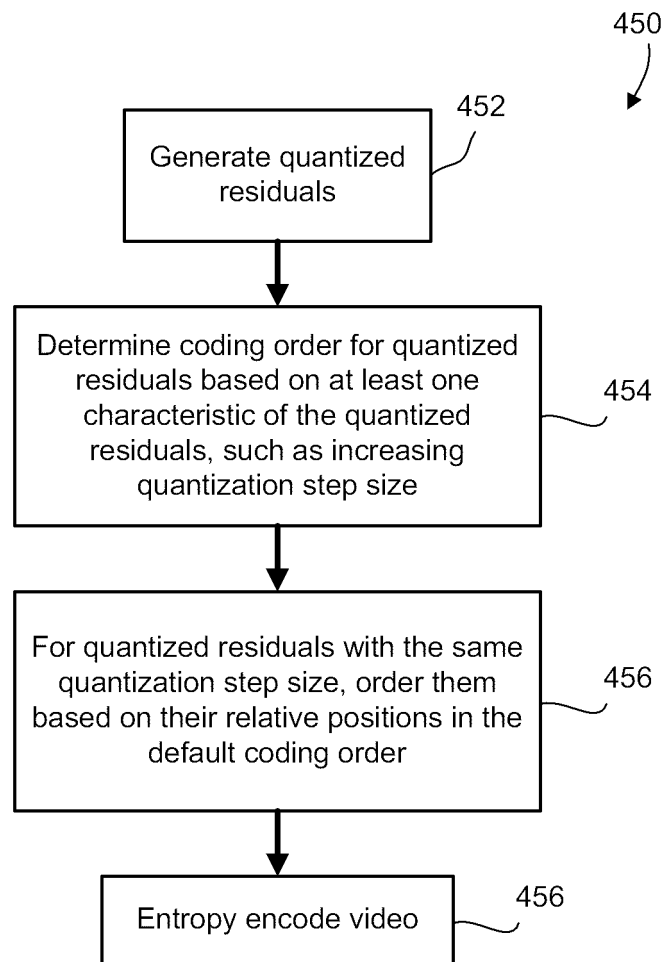 450
452
Generate quantized
residuals
Determine coding order for quantized
residuals based on at least one
characteristic of the quantized
residuals, such as increasing
quantization step size
454
For quantized residuals with the same
quantization step size, order them
based on their relative positions in the
default coding order
456
Entropy encode video
456